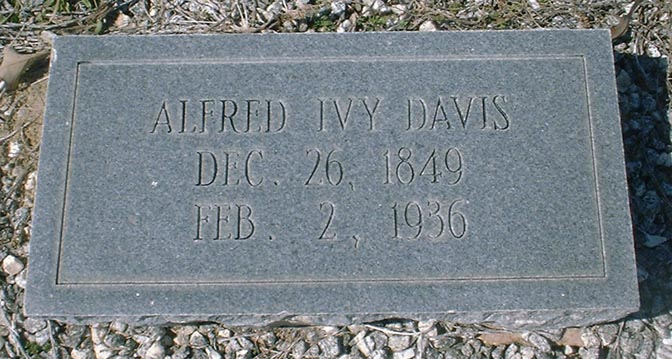 ALFRED IVY DAVIS
DEC. 26, 1849
FEB. 2, 1936